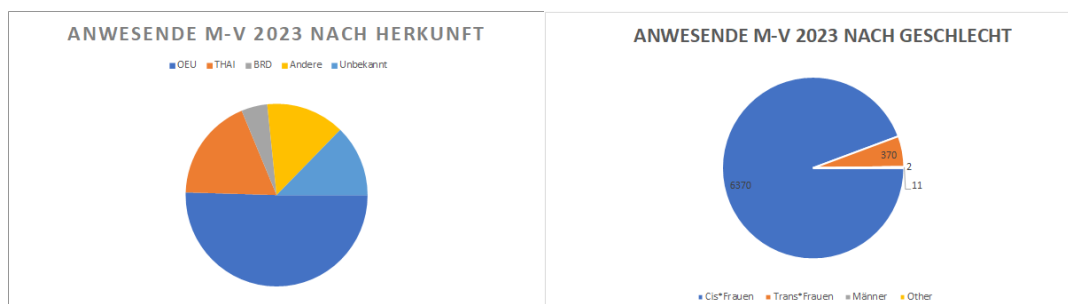 ANWESENDE M-V 2023 NACH HERKUNFT
OEU THAI BRD Andere Unbekannt
ANWESENDE M-V 2023 NACH GESCHLECHT
370
2
11
6370
Cis*Frauen Trans*Frauen Männer Other